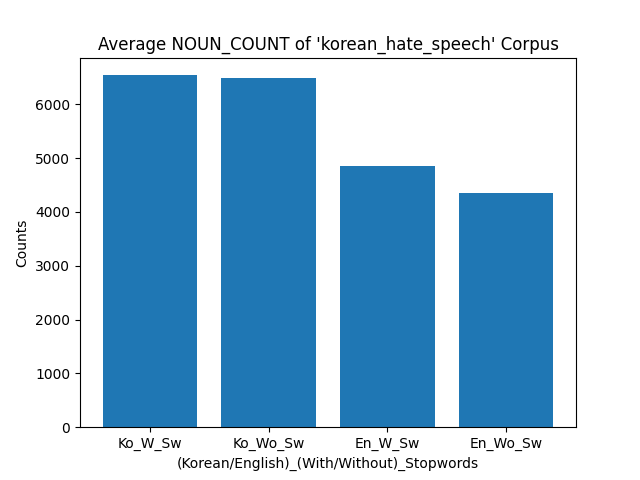 Average NOUN_COUNT of 'korean_hate_speech' Corpus
Counts
6000
5000
4000
3000
2000
1000
0
Ko_W_Sw Ko_Wo_Sw En_W_Sw En_Wo_Sw
(Korean/English)_(With/Without)_Stopwords